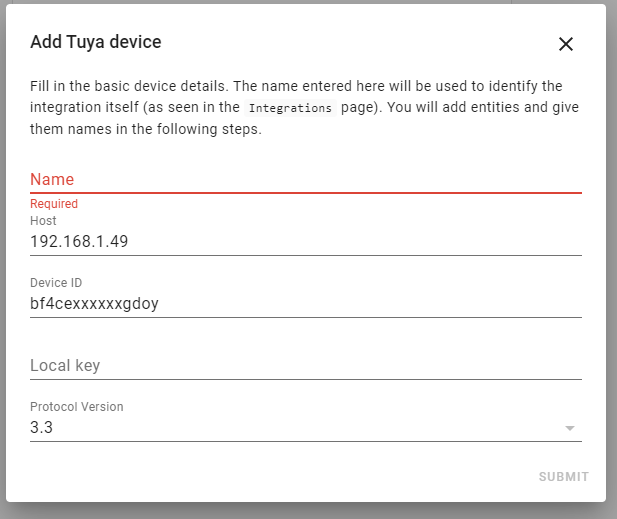 Add Tuya device
Fill in the basic device details. The name entered here will be used to identify the
integration itself (as seen in the Integrations page). You will add entities and give
them names in the following steps.
Name
Required
Host
192.168.1.49
Device ID
bf4cexxxxxxgdoy
Local key
Protocol Version
3.3
SUBMIT